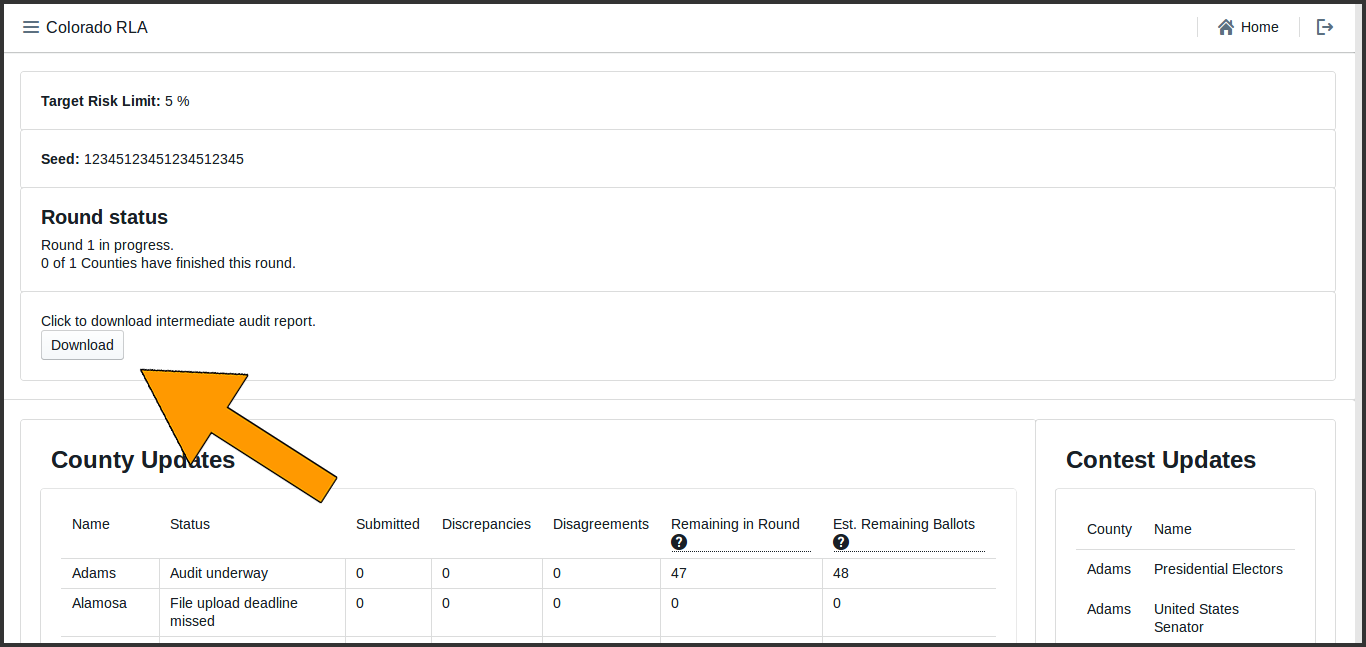 Colorado RLA
Home
Target Risk Limit: 5 %
Seed: 12345123451234512345
Round status
Round 1 in progress.
0 of 1 Counties have finished this round.
Click to download intermediate audit report.
Download
County Updates
Name Status Submitted Discrepancies Disagreements Remaining in Round Est. Remaining Ballots
? ?
Adams Audit underway 0 0 0 47 48
Alamosa File upload deadline 0 0 0 0 0
missed
Contest Updates
County Name
Adams Presidential Electors
Adams United States
Senator